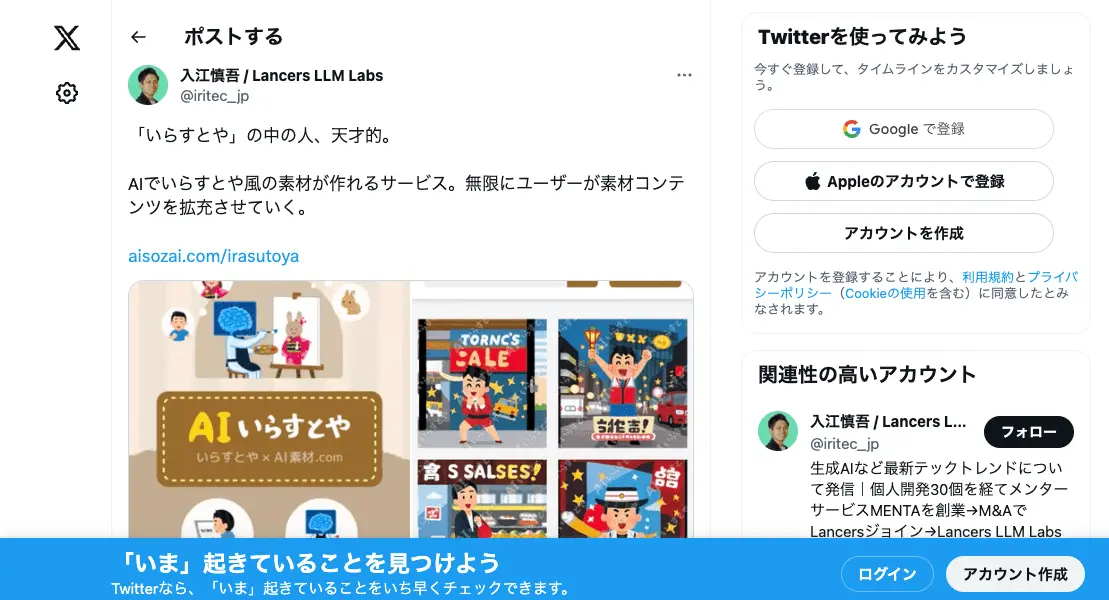 ポストする
入江慎吾 / Lancers LLM Labs
@iritec_jp
「いらすとや」の中の人、天才的。
AIでいらすとや風の素材が作れるサービス。無限にユーザーが素材コンテ
ンツを拡充させていく。
aisozai.com/irasutoya
AIいらすとや
いらすとや × AI素材.com
TORNC'S
SALE
S SALSES!
Twitterを使ってみよう
今すぐ登録して、タイムラインをカスタマイズしましょ
う。
Google で登録
Appleのアカウントで登録
アカウントを作成
アカウントを登録することにより、利用規約とプライバ
シーポリシー（Cookieの使用を含む）に同意したとみ
なされます。
関連性の高いアカウント
入江慎吾 / Lancers L...
フォロー
@iritec_jp
生成AIなど最新テックトレンドについ
て発信｜個人開発30個を経てメンター
サービスMENTAを創業→M&Aで
Lancersジョイン→Lancers LLM Labs
「いま」起きていることを見つけよう
Twitterなら、「いま」起きていることをいち早くチェックできます。
ログイン
アカウント作成